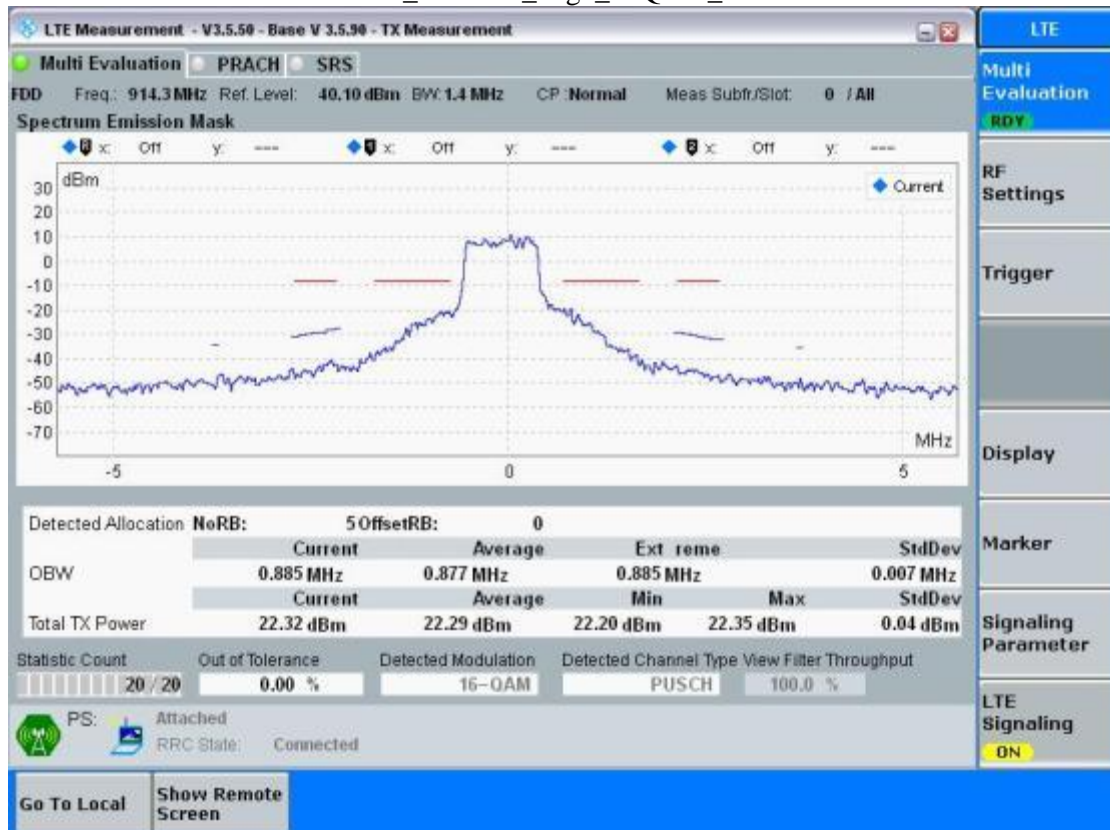 LTE Measurement - V3.5.50 - Base V 3.5.90 - TX Measurement
LTE
Multi Evaluation PRACH SRS
Multi Evaluation
RDY
FDD Freq.: 914.3 MHz Ref. Level: 40.10 dBm BW: 1.4 MHz CP :Normal Meas Subfr./Slot: 0 / All
Spectrum Emission Mask
x: Off y: --- x: Off y: --- x: Off y: ---
dBm
Current
30
20
10
0
-10
-20
-30
-40
-50
-60
-70
MHz
-5 0 5
RF Settings
Trigger
Display
Marker
Signaling Parameter
LTE Signaling
ON
Detected Allocation NoRB: 5 OffsetRB: 0
Current Average Ext reme StdDev
OBW 0.885 MHz 0.877 MHz 0.885 MHz 0.007 MHz
Current Average Min Max StdDev
Total TX Power 22.32 dBm 22.29 dBm 22.20 dBm 22.35 dBm 0.04 dBm
Statistic Count Out of Tolerance Detected Modulation Detected Channel Type View Filter Throughput
20 / 20 0.00 % 16-QAM PUSCH 100.0 %
PS: Attached
RRC State: Connected
Go To Local
Show Remote Screen